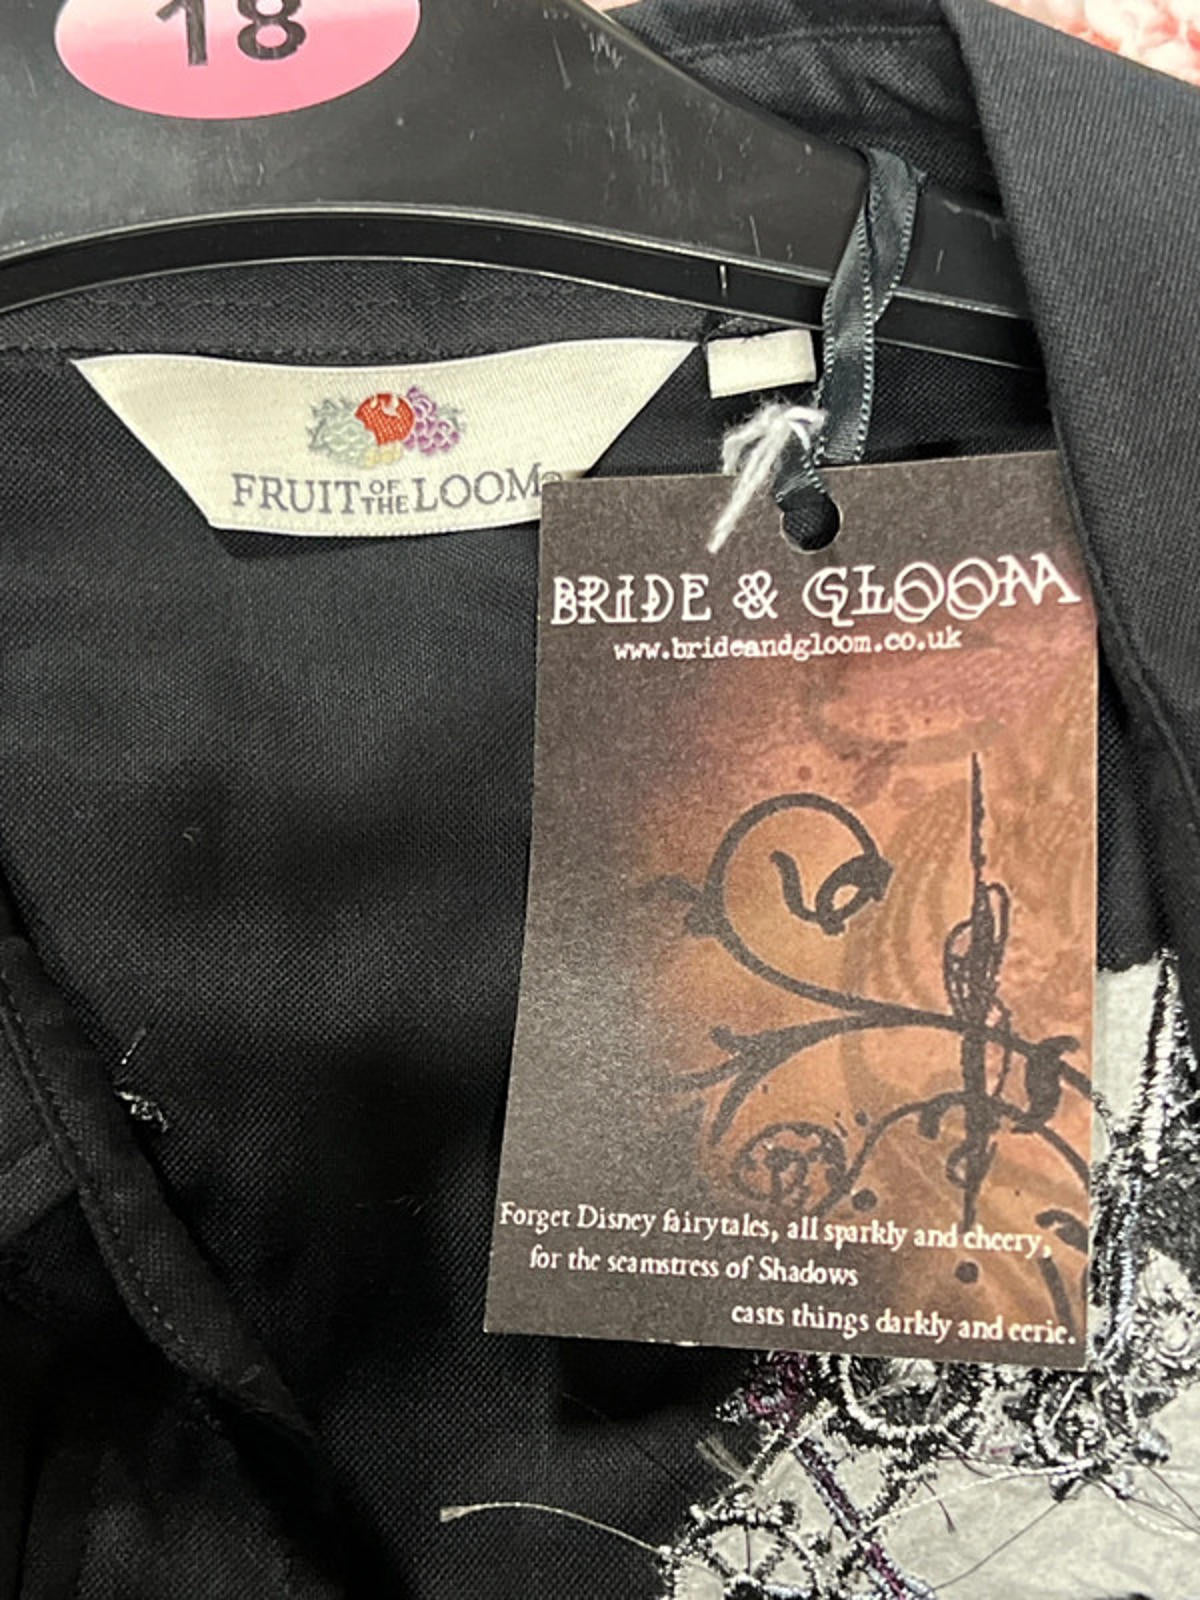 18
FRUIT OF THE LOOM®
BRIDE & GLOOM
www.brideandgloom.co.uk
Forget Disney fairytales, all sparkly and cheery,
for the seamstress of Shadows
casts things darkly and eerie.